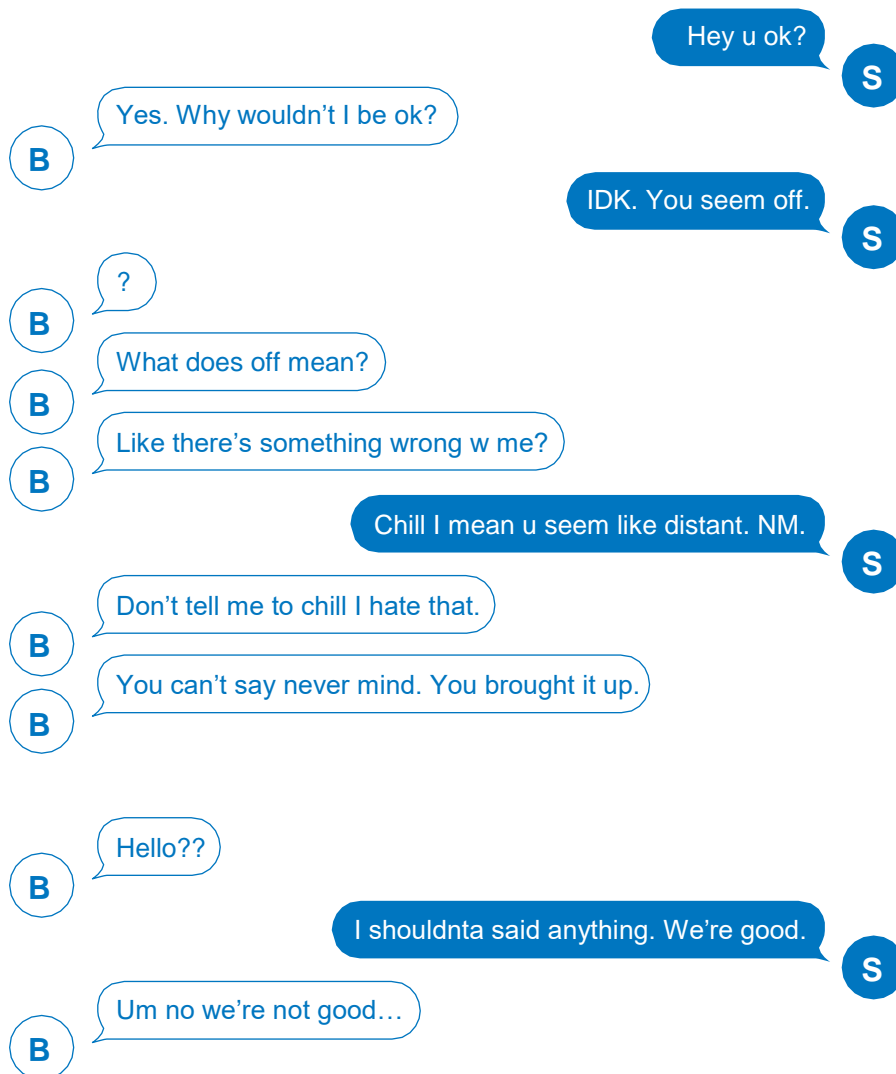 Hey u ok?
S
Yes. Why wouldn’t I be ok?
B
IDK. You seem off.
S
?
B
What does off mean?
B
Like there’s something wrong w me?
B
Chill I mean u seem like distant. NM.
S
Don’t tell me to chill I hate that.
B
You can’t say never mind. You brought it up.
B
Hello??
B
I shouldnta said anything. We’re good.
S
Um no we’re not good…
B